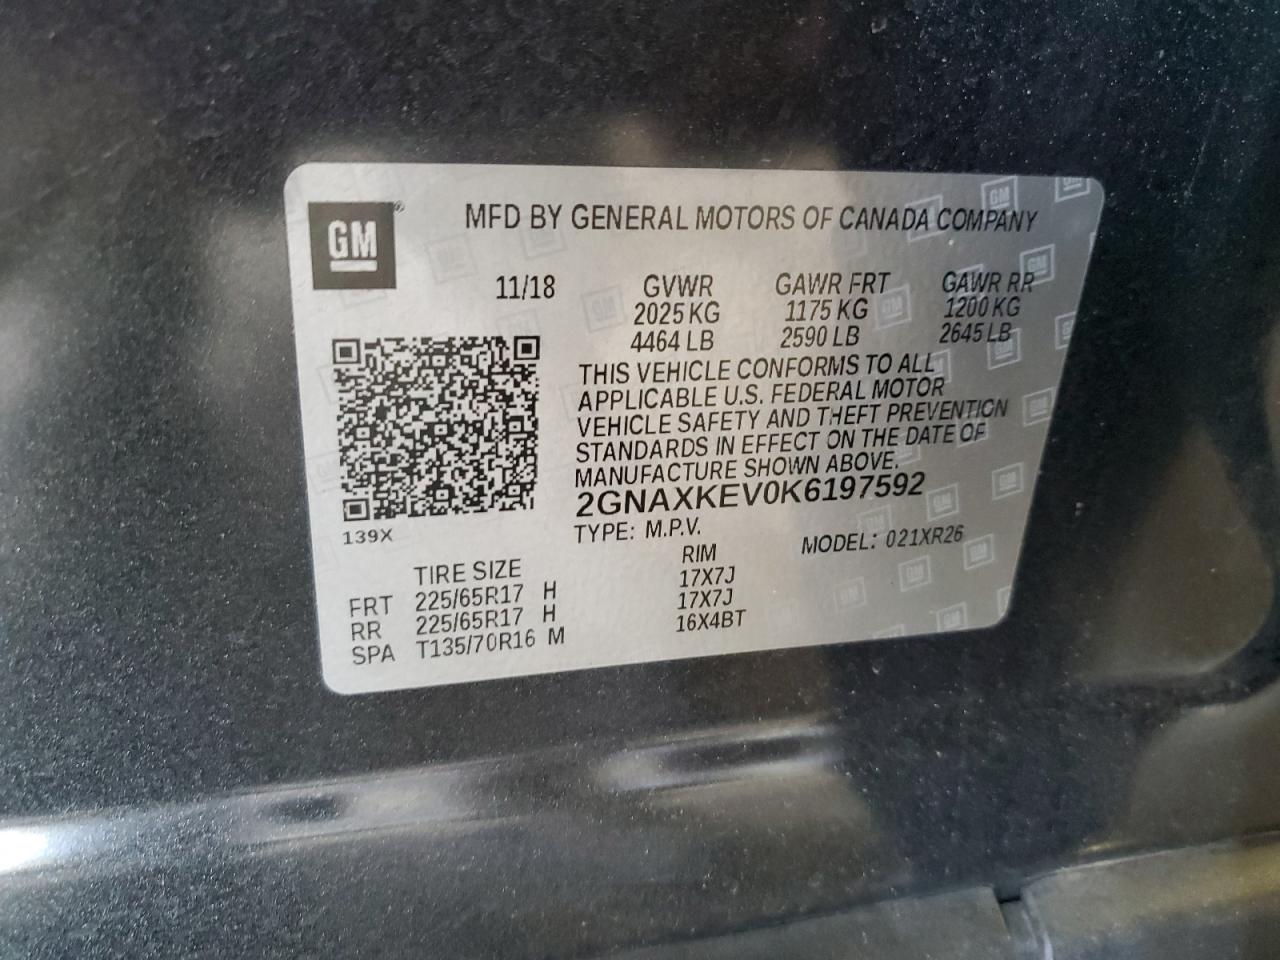 GM®
MFD BY GENERAL MOTORS OF CANADA COMPANY
11/18 GVWR GAWR FRT GAWR RR
2025 KG 1175 KG 1200 KG
4464 LB 2590 LB 2645 LB
THIS VEHICLE CONFORMS TO ALL
APPLICABLE U.S. FEDERAL MOTOR
VEHICLE SAFETY AND THEFT PREVENTION
STANDARDS IN EFFECT ON THE DATE OF
MANUFACTURE SHOWN ABOVE.
2GNAXKEV0K6197592
139X
TYPE: M.P.V. MODEL: 021XR26
TIRE SIZE RIM
FRT 225/65R17 H 17X7J
RR 225/65R17 H 17X7J
SPA T135/70R16 M 16X4BT